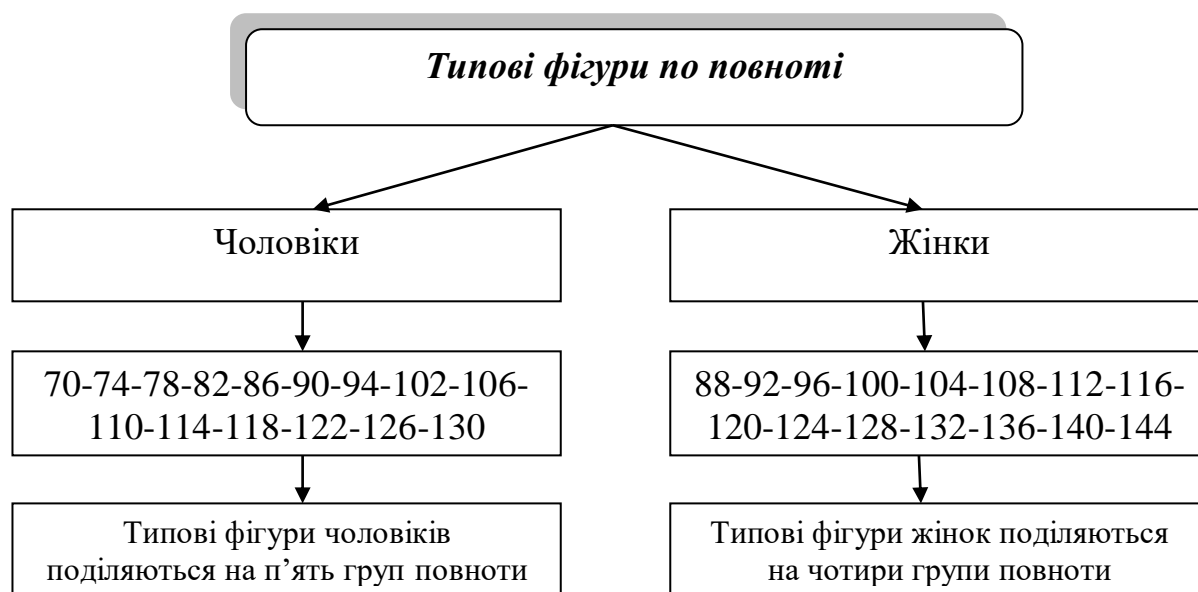 Типові фігури по повноті
Чоловіки
Жінки
70-74-78-82-86-90-94-102-106-
110-114-118-122-126-130
88-92-96-100-104-108-112-116-
120-124-128-132-136-140-144
Типові фігури чоловіків
поділяються на п’ять груп повноти
Типові фігури жінок поділяються
на чотири групи повноти